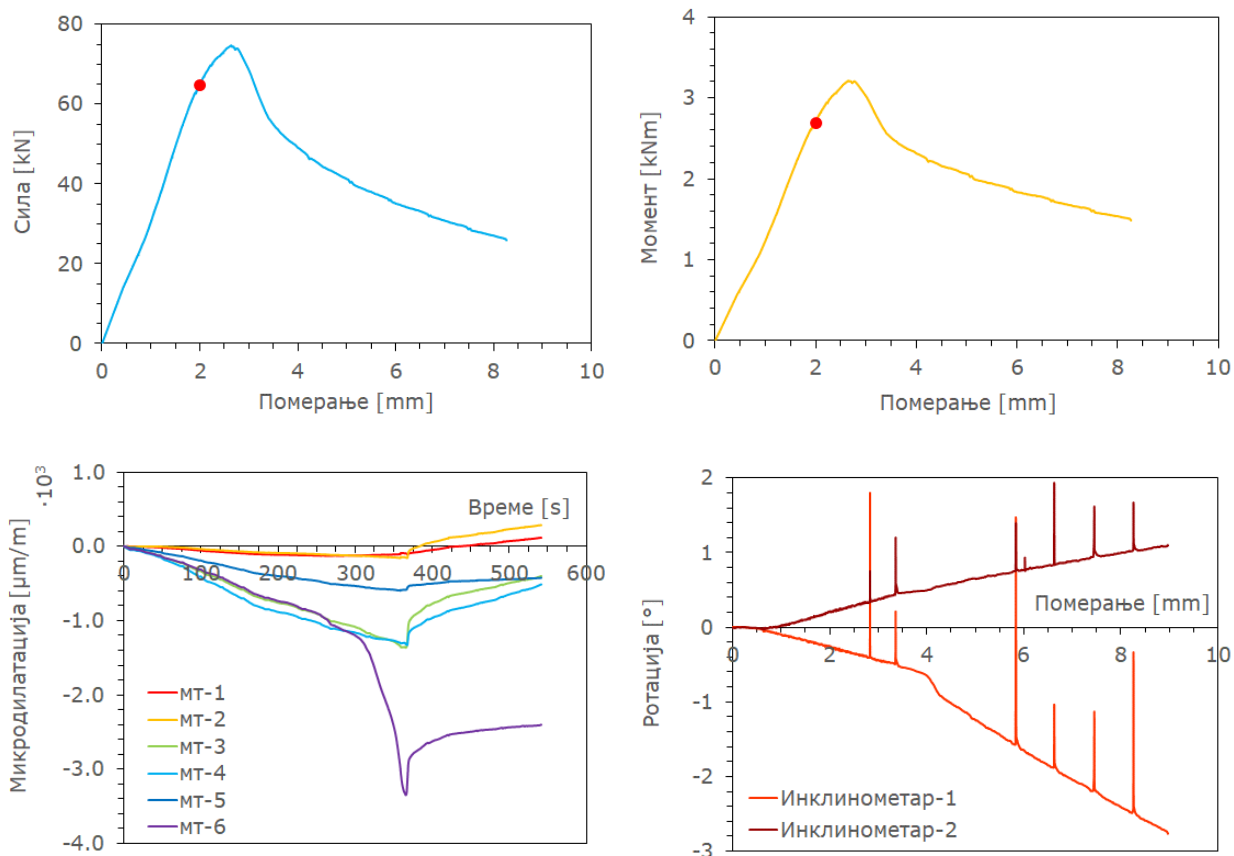 80
60
40
20
0
0 2 4 6 8 10
Сила [kN]
Померање [mm]
4
3
2
1
0
0 2 4 6 8 10
Момент [kNm]
Померање [mm]
·10³
1.0
0.0
-1.0
-2.0
-3.0
-4.0
0 100 200 300 400 500 600
Време [s]
Микродилатација [µm/m]
мт-1
мт-2
мт-3
мт-4
мт-5
мт-6
2
1
0
-1
-2
-3
0 2 4 6 8 10
Померање [mm]
Ротација [°]
Инклинометар-1
Инклинометар-2